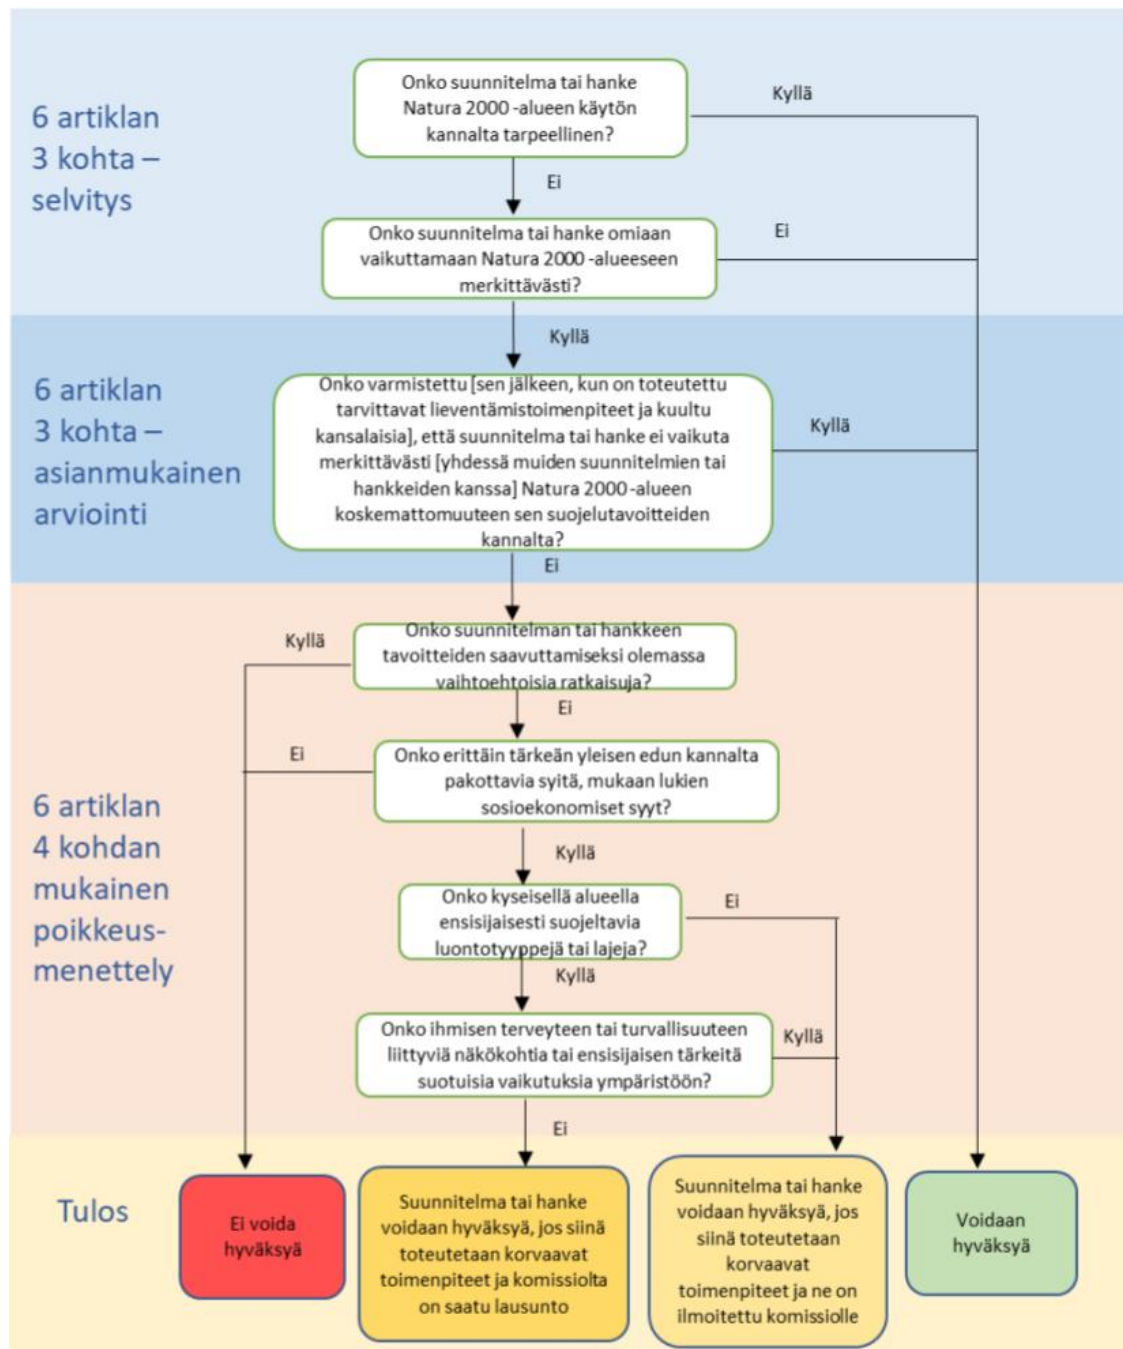 6 artiklan
3 kohta –
selvitys
Onko suunnitelma tai hanke
Natura 2000 -alueen käytön
kannalta tarpeellinen?
Kyllä
Ei
Onko suunnitelma tai hanke omiaan
vaikuttamaan Natura 2000 -alueeseen
merkittävästi?
Ei
Kyllä
6 artiklan
3 kohta –
asianmukainen
arviointi
Onko varmistettu [sen jälkeen, kun on toteutettu
tarvittavat lieventämistoimenpiteet ja kuultu
kansalaisia], että suunnitelma tai hanke ei vaikuta
merkittävästi [yhdessä muiden suunnitelmien tai
hankkeiden kanssa] Natura 2000 -alueen
koskemattomuuteen sen suojelutavoitteiden
kannalta?
Kyllä
Ei
6 artiklan
4 kohdan
mukainen
poikkeus-
menettely
Onko suunnitelman tai hankkeen
tavoitteiden saavuttamiseksi olemassa
vaihtoehtoisia ratkaisuja?
Kyllä
Ei
Onko erittäin tärkeän yleisen edun kannalta
pakottavia syitä, mukaan lukien
sosioekonomiset syyt?
Ei
Kyllä
Onko kyseisellä alueella
ensisijaisesti suojeltavia
luontotyyppejä tai lajeja?
Ei
Kyllä
Onko ihmisen terveyteen tai turvallisuuteen
liittyviä näkökohtia tai ensisijaisen tärkeitä
suotuisia vaikutuksia ympäristöön?
Kyllä
Ei
Tulos
Ei voida
hyväksyä
Suunnitelma tai hanke
voidaan hyväksyä, jos siinä
toteutetaan korvaavat
toimenpiteet ja komissiolta
on saatu lausunto
Suunnitelma tai hanke
voidaan hyväksyä, jos
siinä toteutetaan
korvaavat
toimenpiteet ja ne on
ilmoitettu komissiolle
Voidaan
hyväksyä